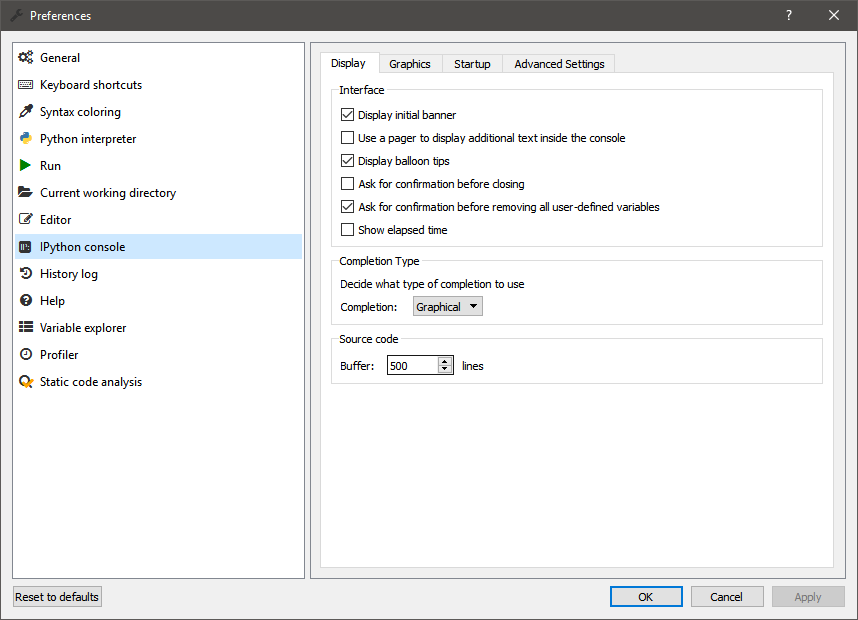 Preferences
?
General
Keyboard shortcuts
Syntax coloring
Python interpreter
Run
Current working directory
Editor
IPython console
History log
Help
Variable explorer
Profiler
Static code analysis
Display Graphics Startup Advanced Settings
Interface
Display initial banner
Use a pager to display additional text inside the console
Display balloon tips
Ask for confirmation before closing
Ask for confirmation before removing all user-defined variables
Show elapsed time
Completion Type
Decide what type of completion to use
Completion: Graphical
Source code
Buffer: 500 lines
Reset to defaults OK Cancel Apply